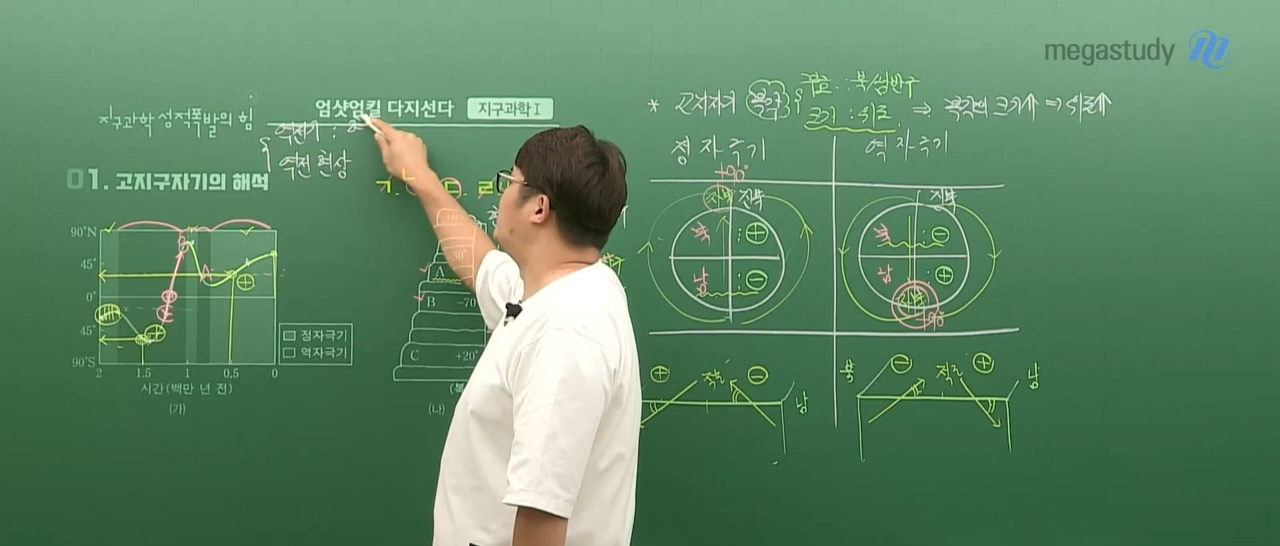 megastudy
지구과학 성적폭발의 힘
엄샷엄킬 다지선다 지구과학Ⅰ
역전기 :
역전 현상
01. 고지구자기의 해석
ㄱ. ㄴ ㄷ. ㄹ
90°N
45°
0°
45°
90°S
2 1.5 1 0.5 0
시간(백만 년 전)
(가)
A
⊕
⊕
정자극기
역자극기
A
B -70
C +20°
(나)
* 고지자기 복각
부호 : 북/남반구
크기 : 위도
⇒ 복각의 크기↑ ⇒ 위도↑
정자극기
역자극기
+90°
진북
북 : ⊕
남 : ⊖
진북
북 : ⊖
남 : ⊕
-90°
⊕ 적도 ⊖
남
북 ⊖ 적도 ⊕ 남